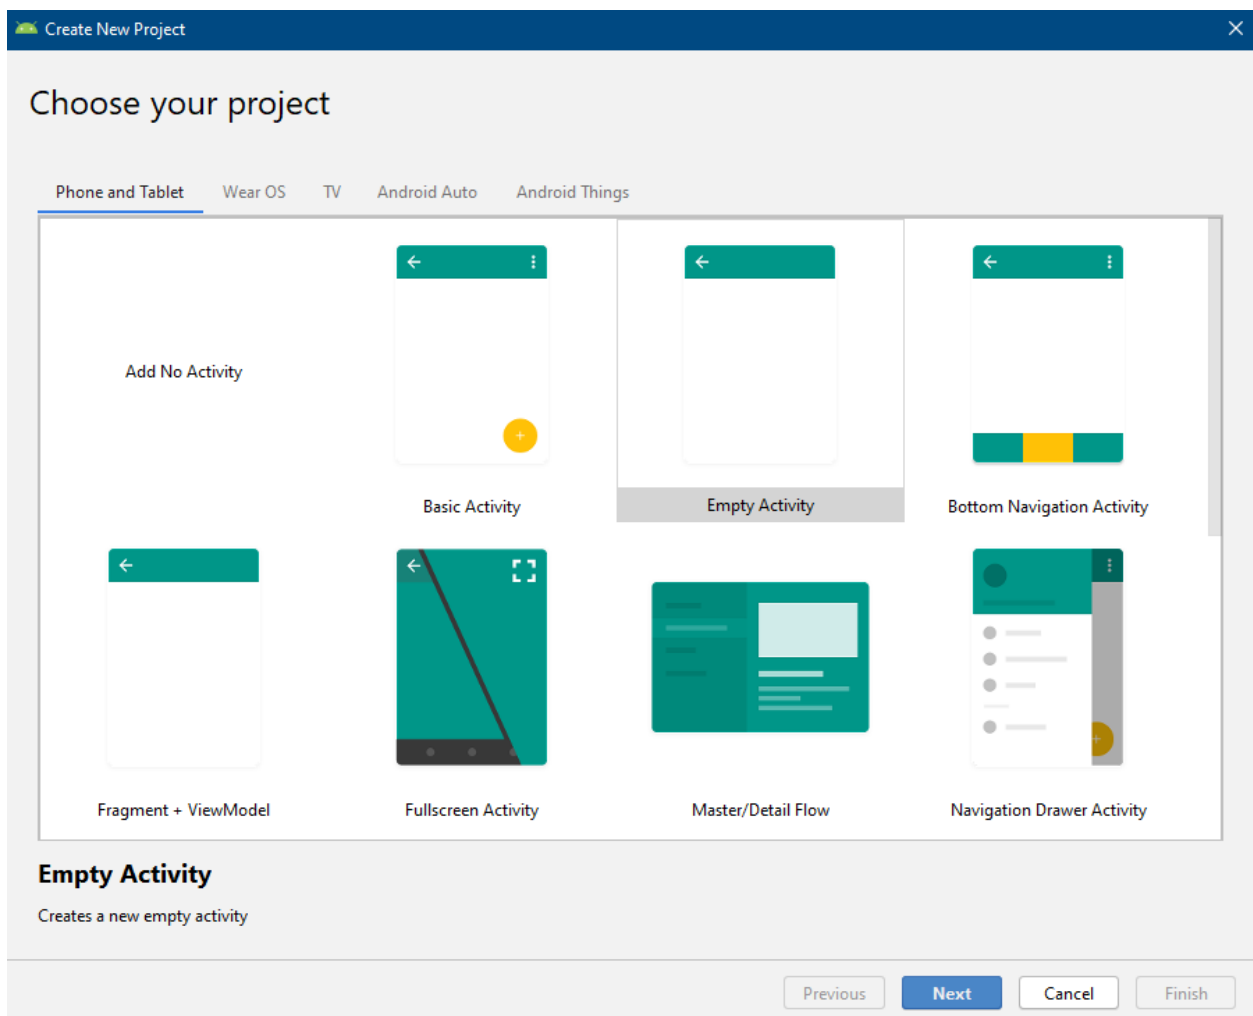 Create New Project
Choose your project
Phone and Tablet Wear OS TV Android Auto Android Things
Add No Activity
Basic Activity
Empty Activity
Bottom Navigation Activity
Fragment + ViewModel
Fullscreen Activity
Master/Detail Flow
Navigation Drawer Activity
Empty Activity
Creates a new empty activity
Previous Next Cancel Finish